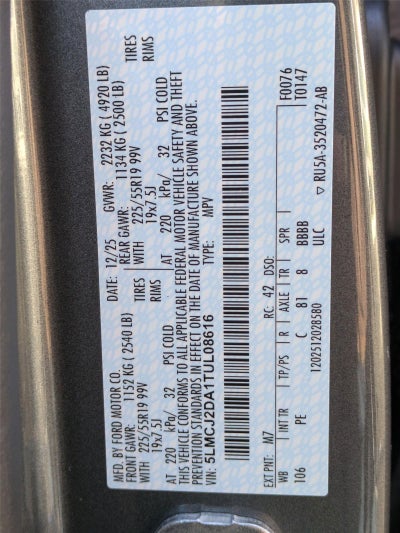 MFD. BY FORD MOTOR CO.
DATE: 12/25
GVWR: 2232 KG ( 4920 LB)
FRONT GAWR: 1152 KG ( 2540 LB)
REAR GAWR: 1134 KG ( 2500 LB)
WITH 225/55R19 99V TIRES
WITH 225/55R19 99V TIRES
19x7.5J RIMS
19x7.5J RIMS
AT 220 kPa/ 32 PSI COLD
AT 220 kPa/ 32 PSI COLD
THIS VEHICLE CONFORMS TO ALL APPLICABLE FEDERAL MOTOR VEHICLE SAFETY AND THEFT
PREVENTION STANDARDS IN EFFECT ON THE DATE OF MANUFACTURE SHOWN ABOVE.
VIN: 5LMCJ2DA1TUL08616
TYPE: MPV
F0076
T0147
EXT PNT: M7 RC: 42 DSO:
WB INT TR TP/PS R AXLE TR SPR
106 PE C 81 8 BBBB
ULC
120251202B580
▽ RU5A-3520472-AB